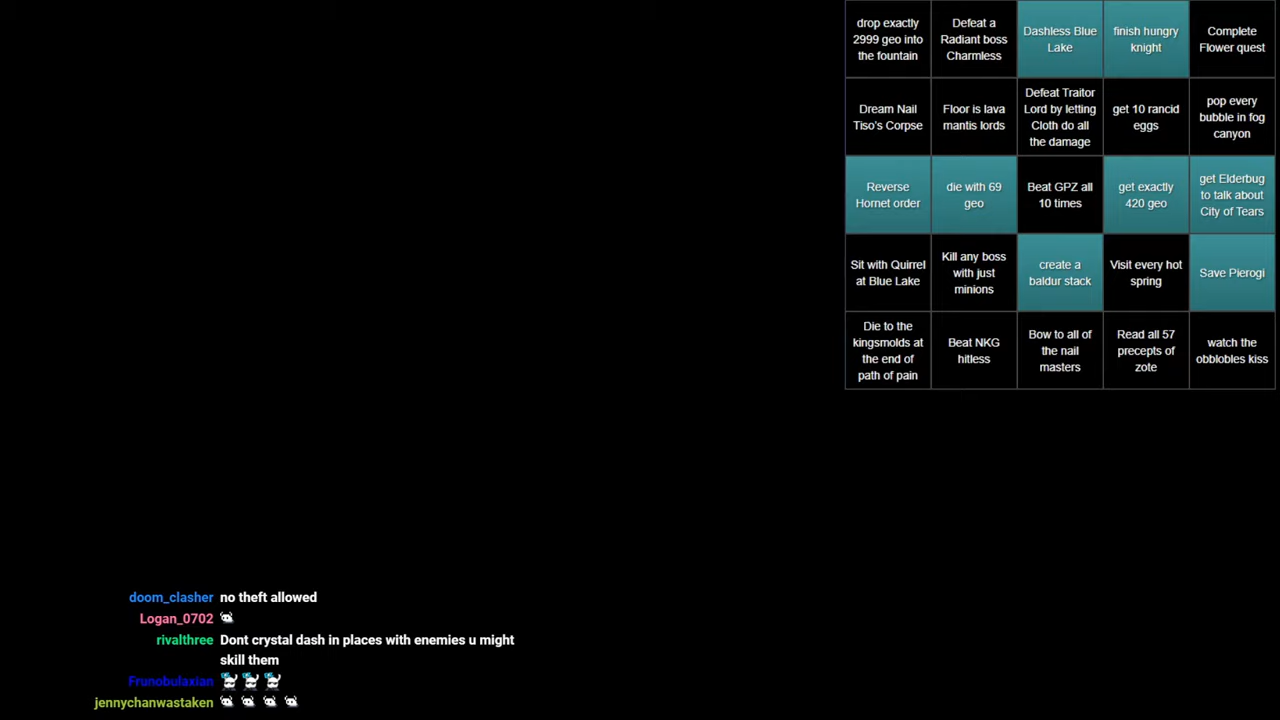 drop exactly
2999 geo into
the fountain
Defeat a
Radiant boss
Charmless
Dashless Blue
Lake
finish hungry
knight
Complete
Flower quest
Dream Nail
Tiso's Corpse
Floor is lava
mantis lords
Defeat Traitor
Lord by letting
Cloth do all
the damage
get 10 rancid
eggs
pop every
bubble in fog
canyon
Reverse
Hornet order
die with 69
geo
Beat GPZ all
10 times
get exactly
420 geo
get Elderbug
to talk about
City of Tears
Sit with Quirrel
at Blue Lake
Kill any boss
with just
minions
create a
baldur stack
Visit every hot
spring
Save Pierogi
Die to the
kingsmolds at
the end of
path of pain
Beat NKG
hitless
Bow to all of
the nail
masters
Read all 57
precepts of
zote
watch the
obblobles kiss
doom_clasher no theft allowed
Logan_0702
rivalthree Dont crystal dash in places with enemies u might
skill them
Frunobulaxian
jennychanwastaken